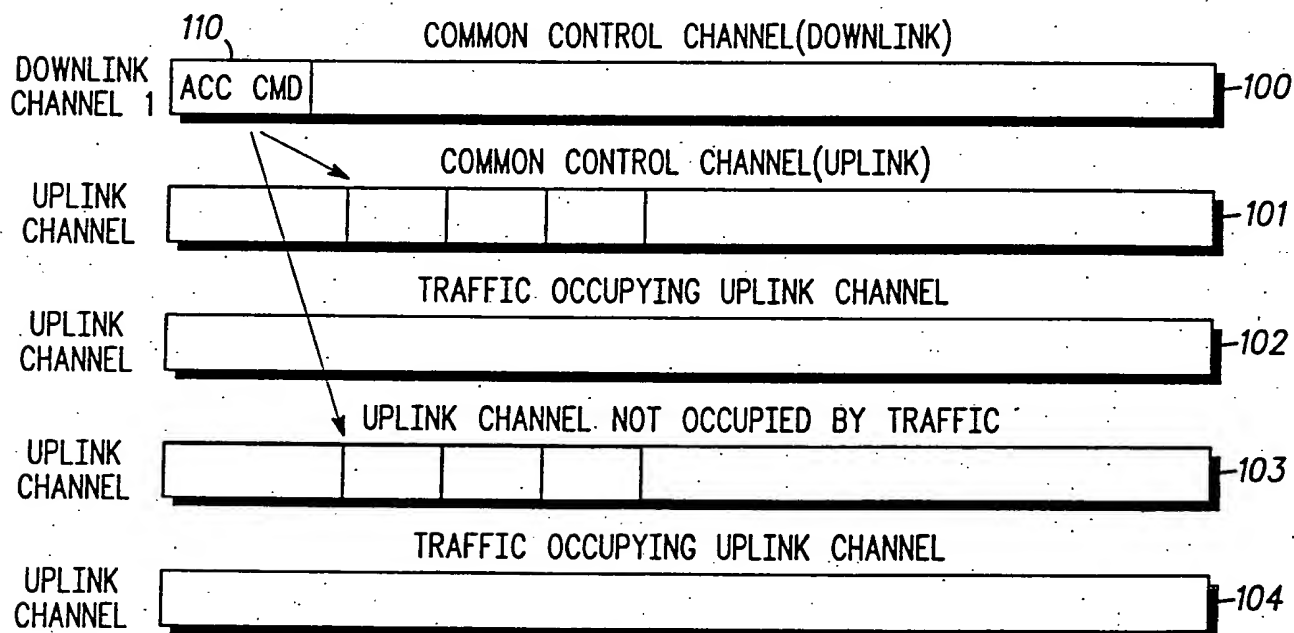 110
COMMON CONTROL CHANNEL(DOWNLINK)
DOWNLINK
CHANNEL 1
ACC CMD
100
COMMON CONTROL CHANNEL(UPLINK)
UPLINK
CHANNEL
101
TRAFFIC OCCUPYING UPLINK CHANNEL
UPLINK
CHANNEL
102
UPLINK CHANNEL NOT OCCUPIED BY TRAFFIC
UPLINK
CHANNEL
103
TRAFFIC OCCUPYING UPLINK CHANNEL
UPLINK
CHANNEL
104